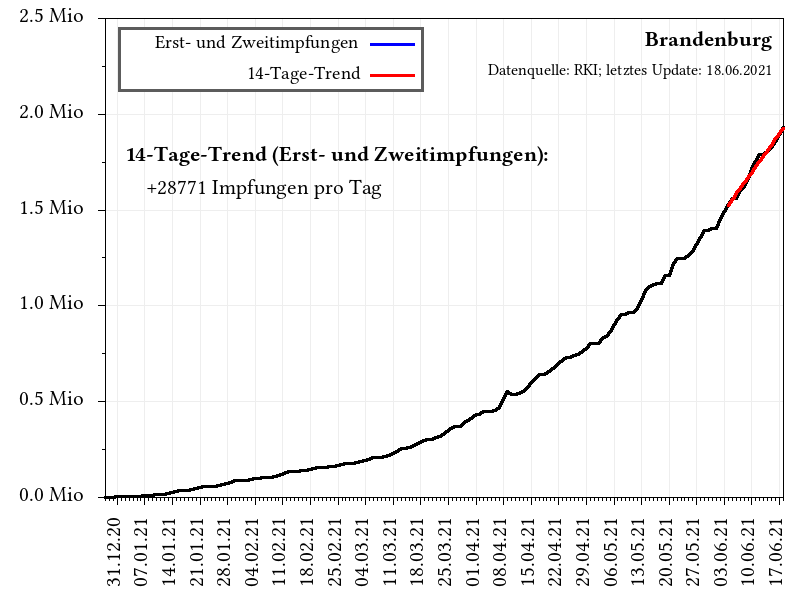 2.5 Mio
2.0 Mio
1.5 Mio
1.0 Mio
0.5 Mio
0.0 Mio
Erst- und Zweitimpfungen
14-Tage-Trend
Brandenburg
Datenquelle: RKI; letztes Update: 18.06.2021
14-Tage-Trend (Erst- und Zweitimpfungen):
+28771 Impfungen pro Tag
31.12.20
07.01.21
14.01.21
21.01.21
28.01.21
04.02.21
11.02.21
18.02.21
25.02.21
04.03.21
11.03.21
18.03.21
25.03.21
01.04.21
08.04.21
15.04.21
22.04.21
29.04.21
06.05.21
13.05.21
20.05.21
27.05.21
03.06.21
10.06.21
17.06.21